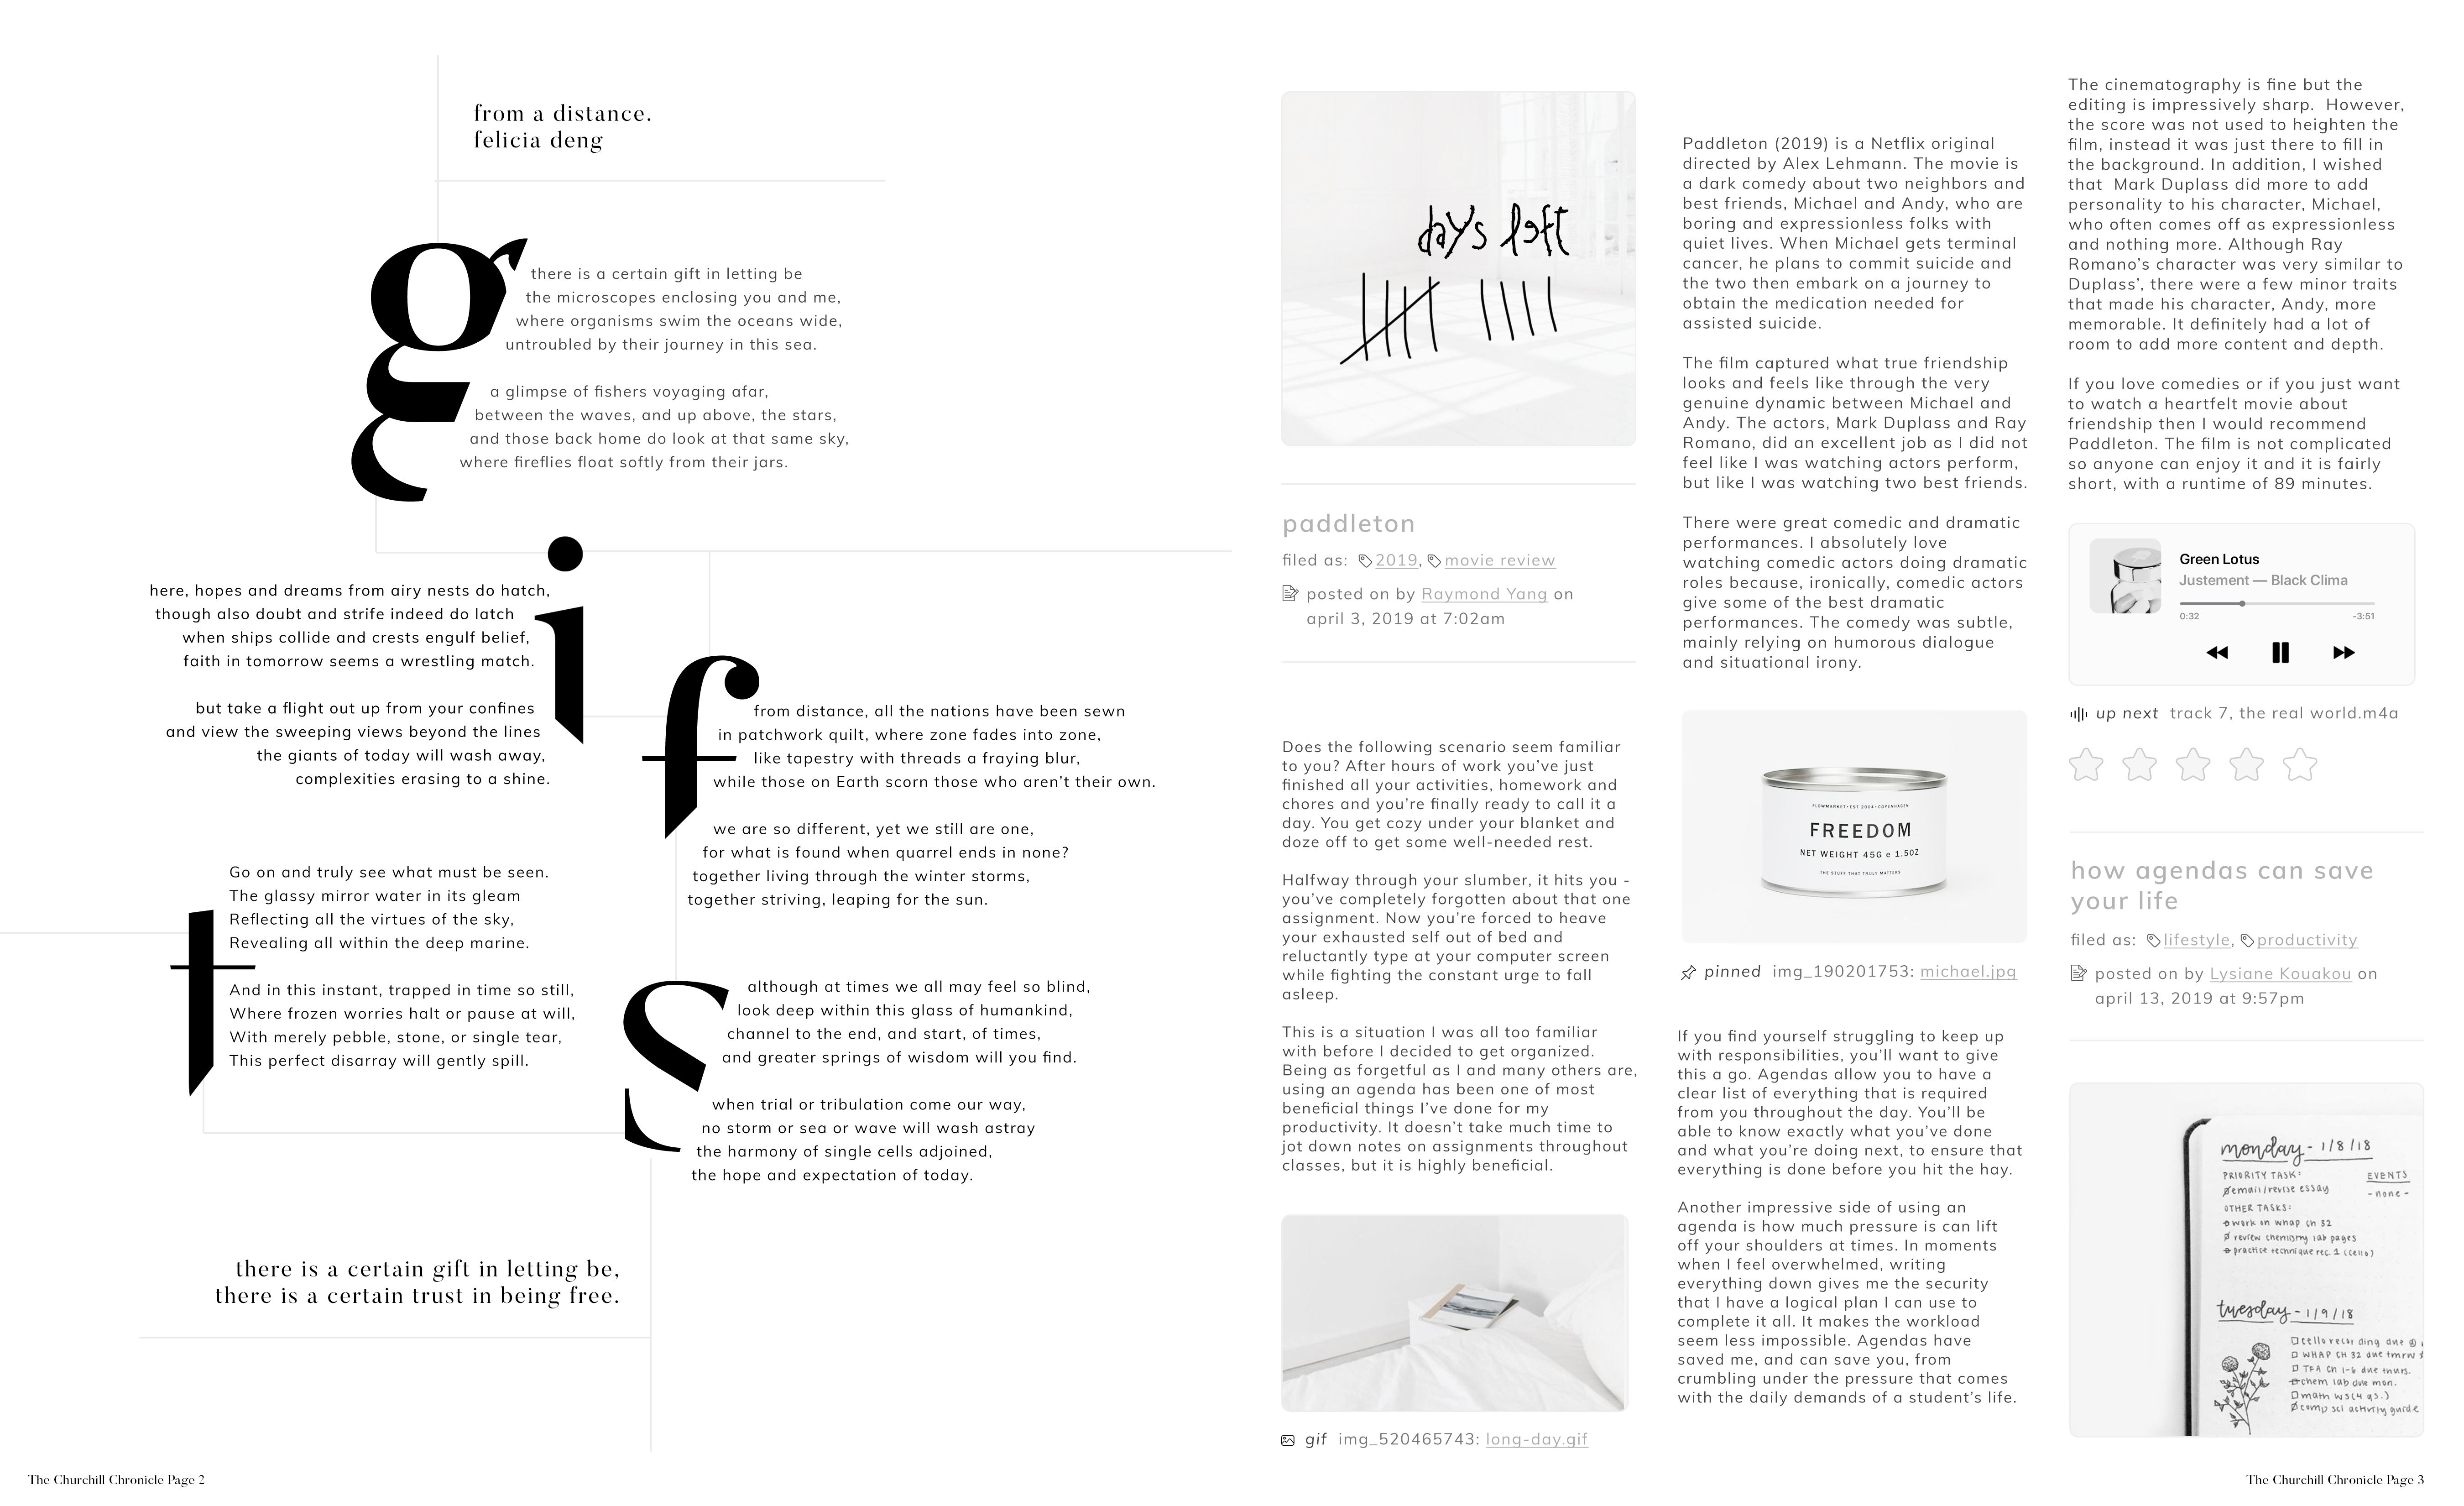 from a distance.
felicia deng
g
there is a certain gift in letting be
the microscopes enclosing you and me,
where organisms swim the oceans wide,
untroubled by their journey in this sea.
a glimpse of fishers voyaging afar,
between the waves, and up above, the stars,
and those back home do look at that same sky,
where fireflies float softly from their jars.
i
here, hopes and dreams from airy nests do hatch,
though also doubt and strife indeed do latch
when ships collide and crests engulf belief,
faith in tomorrow seems a wrestling match.
but take a flight out up from your confines
and view the sweeping views beyond the lines
the giants of today will wash away,
complexities erasing to a shine.
f
from distance, all the nations have been sewn
in patchwork quilt, where zone fades into zone,
like tapestry with threads a fraying blur,
while those on Earth scorn those who aren't their own.
we are so different, yet we still are one,
for what is found when quarrel ends in none?
together living through the winter storms,
together striving, leaping for the sun.
t
Go on and truly see what must be seen.
The glassy mirror water in its gleam
Reflecting all the virtues of the sky,
Revealing all within the deep marine.
And in this instant, trapped in time so still,
Where frozen worries halt or pause at will,
With merely pebble, stone, or single tear,
This perfect disarray will gently spill.
s
although at times we all may feel so blind,
look deep within this glass of humankind,
channel to the end, and start, of times,
and greater springs of wisdom will you find.
when trial or tribulation come our way,
no storm or sea or wave will wash astray
the harmony of single cells adjoined,
the hope and expectation of today.
there is a certain gift in letting be,
there is a certain trust in being free.
The Churchill Chronicle Page 2
days left
paddleton
filed as: 2019, movie review
posted on by Raymond Yang on
april 3, 2019 at 7:02am
Paddleton (2019) is a Netflix original
directed by Alex Lehmann. The movie is
a dark comedy about two neighbors and
best friends, Michael and Andy, who are
boring and expressionless folks with
quiet lives. When Michael gets terminal
cancer, he plans to commit suicide and
the two then embark on a journey to
obtain the medication needed for
assisted suicide.
The film captured what true friendship
looks and feels like through the very
genuine dynamic between Michael and
Andy. The actors, Mark Duplass and Ray
Romano, did an excellent job as I did not
feel like I was watching actors perform,
but like I was watching two best friends.
There were great comedic and dramatic
performances. I absolutely love
watching comedic actors doing dramatic
roles because, ironically, comedic actors
give some of the best dramatic
performances. The comedy was subtle,
mainly relying on humorous dialogue
and situational irony.
FLOWMARKET • EST 2004 • COPENHAGEN
FREEDOM
NET WEIGHT 45G e 1.5OZ
THE STUFF THAT TRULY MATTERS
pinned img_190201753: michael.jpg
The cinematography is fine but the
editing is impressively sharp. However,
the score was not used to heighten the
film, instead it was just there to fill in
the background. In addition, I wished
that Mark Duplass did more to add
personality to his character, Michael,
who often comes off as expressionless
and nothing more. Although Ray
Romano's character was very similar to
Duplass', there were a few minor traits
that made his character, Andy, more
memorable. It definitely had a lot of
room to add more content and depth.
If you love comedies or if you just want
to watch a heartfelt movie about
friendship then I would recommend
Paddleton. The film is not complicated
so anyone can enjoy it and it is fairly
short, with a runtime of 89 minutes.
Green Lotus
Justement — Black Clima
0:32
-3:51
up next track 7, the real world.m4a
how agendas can save
your life
filed as: lifestyle, productivity
posted on by Lysiane Kouakou on
april 13, 2019 at 9:57pm
Does the following scenario seem familiar
to you? After hours of work you've just
finished all your activities, homework and
chores and you're finally ready to call it a
day. You get cozy under your blanket and
doze off to get some well-needed rest.
Halfway through your slumber, it hits you -
you've completely forgotten about that one
assignment. Now you're forced to heave
your exhausted self out of bed and
reluctantly type at your computer screen
while fighting the constant urge to fall
asleep.
This is a situation I was all too familiar
with before I decided to get organized.
Being as forgetful as I and many others are,
using an agenda has been one of most
beneficial things I've done for my
productivity. It doesn't take much time to
jot down notes on assignments throughout
classes, but it is highly beneficial.
gif img_520465743: long-day.gif
If you find yourself struggling to keep up
with responsibilities, you'll want to give
this a go. Agendas allow you to have a
clear list of everything that is required
from you throughout the day. You'll be
able to know exactly what you've done
and what you're doing next, to ensure that
everything is done before you hit the hay.
Another impressive side of using an
agenda is how much pressure is can lift
off your shoulders at times. In moments
when I feel overwhelmed, writing
everything down gives me the security
that I have a logical plan I can use to
complete it all. It makes the workload
seem less impossible. Agendas have
saved me, and can save you, from
crumbling under the pressure that comes
with the daily demands of a student's life.
monday - 1/8/18
PRIORITY TASK:
email/revise essay
EVENTS
- none -
OTHER TASKS:
work on whap ch 32
review chemistry lab pages
practice technique rec. 1 (cello)
tuesday - 1/9/18
cello recording due @
WHAP CH 32 due tmrw
TFA Ch 1-6 due thurs.
chem lab due mon.
math ws (4 qs.)
comp sci activity guide
The Churchill Chronicle Page 3